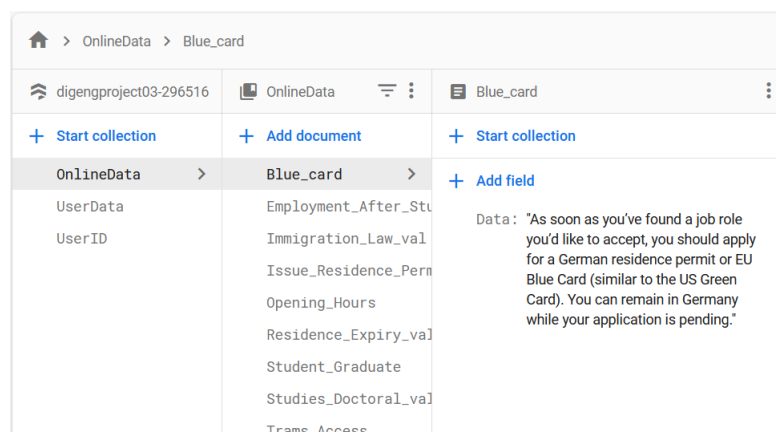 OnlineData > Blue_card
digengproject03-296516
OnlineData
Blue_card
+ Start collection
+ Add document
+ Start collection
OnlineData
UserData
UserID
Blue_card
Employment_After_Stu
Immigration_Law_val
Issue_Residence_Perm
Opening_Hours
Residence_Expiry_val
Student_Graduate
Studies_Doctoral_val
Trams_Access
+ Add field
Data: "As soon as you've found a job role
you'd like to accept, you should apply
for a German residence permit or EU
Blue Card (similar to the US Green
Card). You can remain in Germany
while your application is pending."